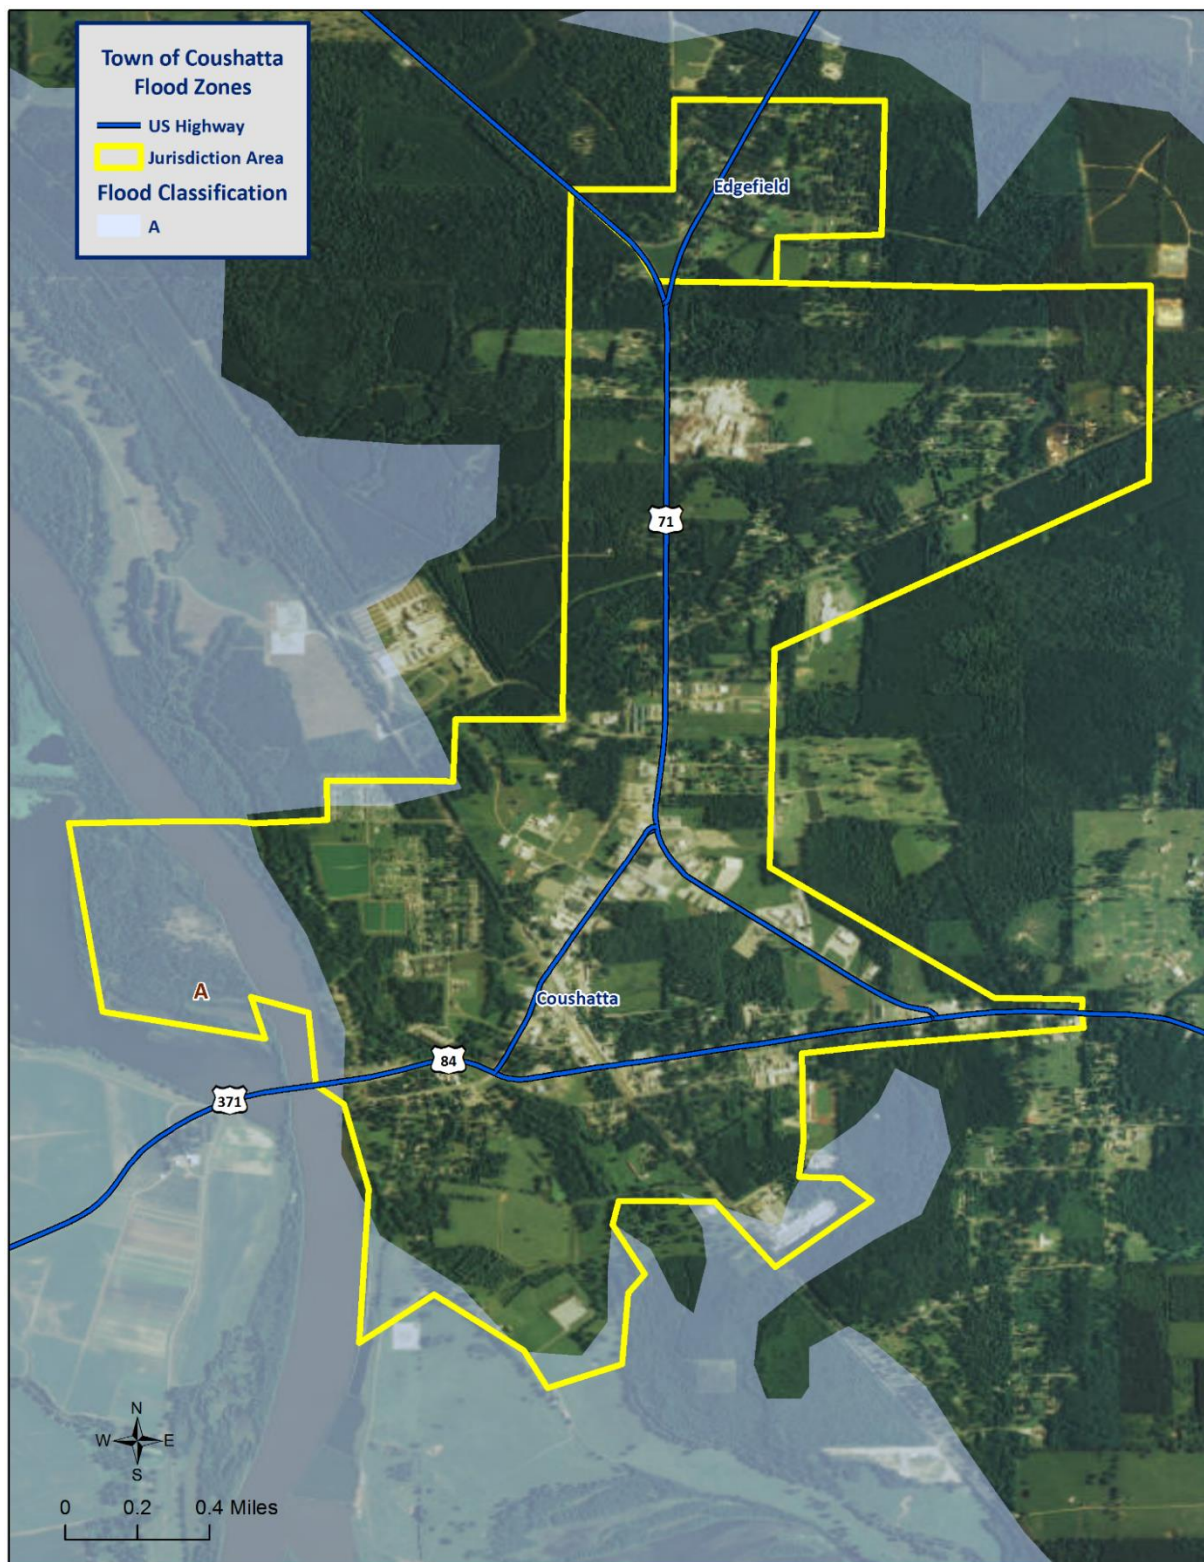 Town of Coushatta
Flood Zones
US Highway
Jurisdiction Area
Flood Classification
A
Edgefield
71
A
Coushatta
84
371
N
W E
S
0 0.2 0.4 Miles